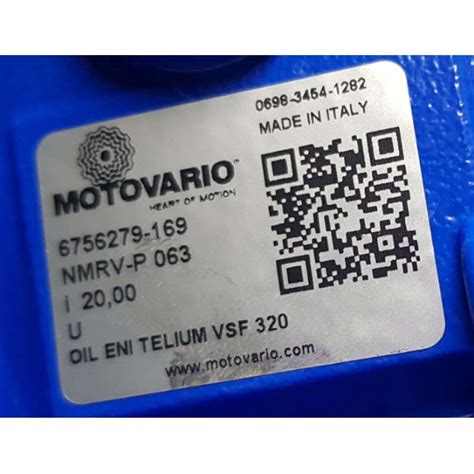 0698-3454-1282
MADE IN ITALY
MOTOVARIO™
HEART OF MOTION
6756279-169
NMRV-P 063
i 20,00
U
OIL ENI TELIUM VSF 320
www.motovario.com